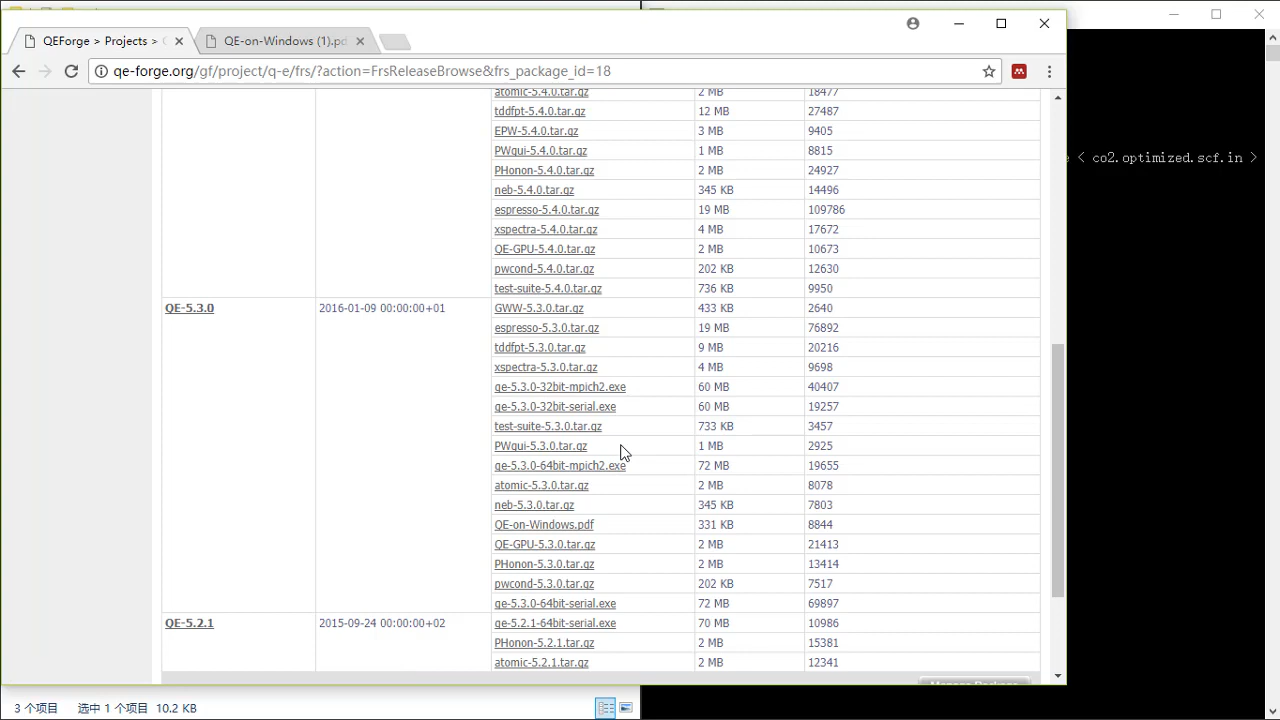 QEForge > Projects >
QE-on-Windows (1).pd
qe-forge.org/gf/project/q-e/frs/?action=FrsReleaseBrowse&frs_package_id=18
atomic-5.4.0.tar.gz 2 MB 18477
tddfpt-5.4.0.tar.gz 12 MB 27487
EPW-5.4.0.tar.gz 3 MB 9405
PWgui-5.4.0.tar.gz 1 MB 8815
< co2.optimized.scf.in >
PHonon-5.4.0.tar.gz 2 MB 24927
neb-5.4.0.tar.gz 345 KB 14496
espresso-5.4.0.tar.gz 19 MB 109786
xspectra-5.4.0.tar.gz 4 MB 17672
QE-GPU-5.4.0.tar.gz 2 MB 10673
pwcond-5.4.0.tar.gz 202 KB 12630
test-suite-5.4.0.tar.gz 736 KB 9950
QE-5.3.0 2016-01-09 00:00:00+01 GWW-5.3.0.tar.gz 433 KB 2640
espresso-5.3.0.tar.gz 19 MB 76892
tddfpt-5.3.0.tar.gz 9 MB 20216
xspectra-5.3.0.tar.gz 4 MB 9698
qe-5.3.0-32bit-mpich2.exe 60 MB 40407
qe-5.3.0-32bit-serial.exe 60 MB 19257
test-suite-5.3.0.tar.gz 733 KB 3457
PWgui-5.3.0.tar.gz 1 MB 2925
qe-5.3.0-64bit-mpich2.exe 72 MB 19655
atomic-5.3.0.tar.gz 2 MB 8078
neb-5.3.0.tar.gz 345 KB 7803
QE-on-Windows.pdf 331 KB 8844
QE-GPU-5.3.0.tar.gz 2 MB 21413
PHonon-5.3.0.tar.gz 2 MB 13414
pwcond-5.3.0.tar.gz 202 KB 7517
qe-5.3.0-64bit-serial.exe 72 MB 69897
QE-5.2.1 2015-09-24 00:00:00+02 qe-5.2.1-64bit-serial.exe 70 MB 10986
PHonon-5.2.1.tar.gz 2 MB 15381
atomic-5.2.1.tar.gz 2 MB 12341
3 个项目 选中 1 个项目 10.2 KB